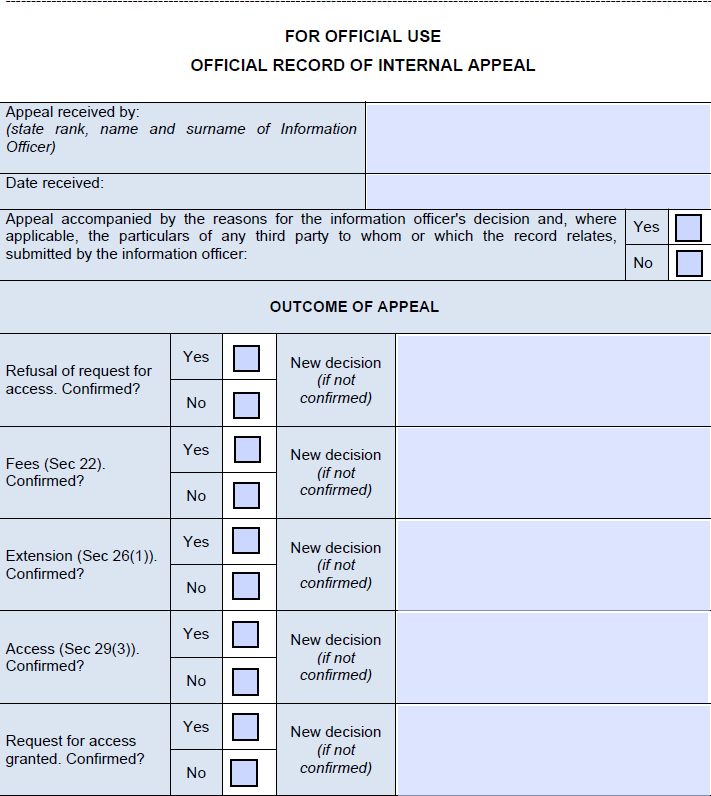 FOR OFFICIAL USE
OFFICIAL RECORD OF INTERNAL APPEAL
Appeal received by:
(state rank, name and surname of Information
Officer)
Date received:
Appeal accompanied by the reasons for the information officer's decision and, where
applicable, the particulars of any third party to whom or which the record relates,
submitted by the information officer:
Yes
No
OUTCOME OF APPEAL
Refusal of request for
access. Confirmed?
Yes
No
New decision
(if not
confirmed)
Fees (Sec 22).
Confirmed?
Yes
No
New decision
(if not
confirmed)
Extension (Sec 26(1)).
Confirmed?
Yes
No
New decision
(if not
confirmed)
Access (Sec 29(3)).
Confirmed?
Yes
No
New decision
(if not
confirmed)
Request for access
granted. Confirmed?
Yes
No
New decision
(if not
confirmed)